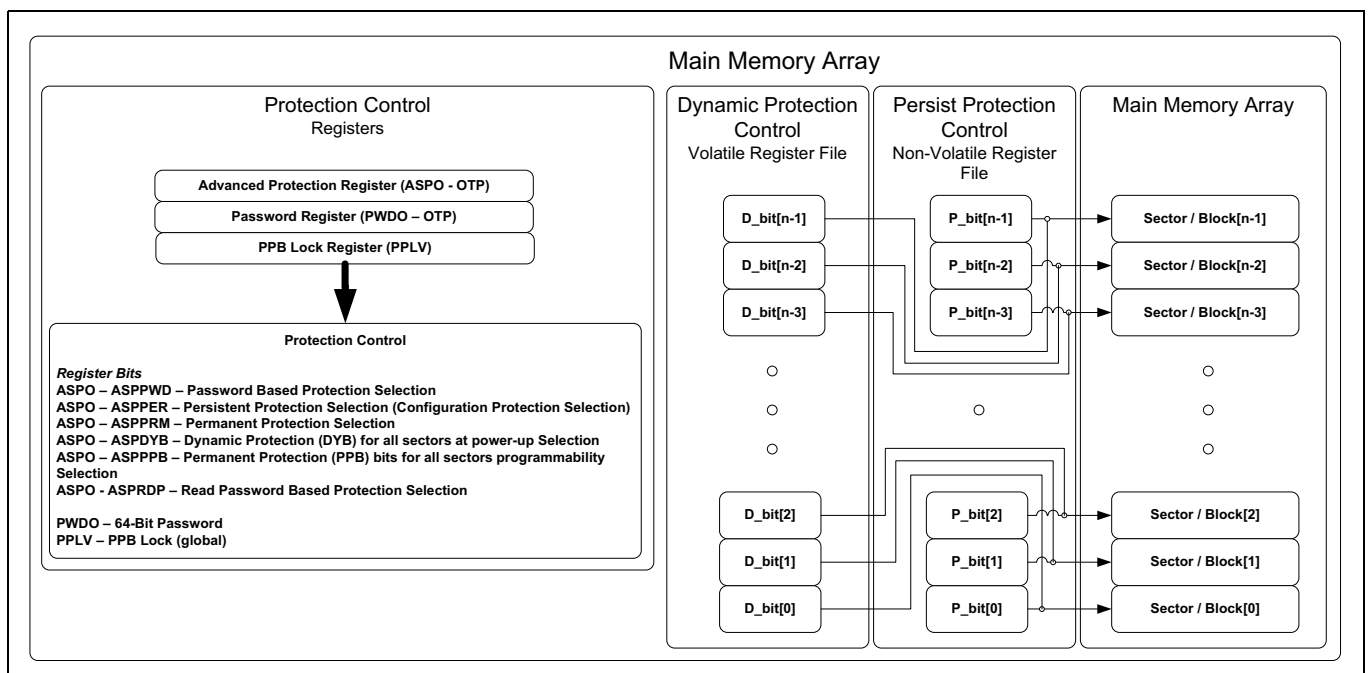 Main Memory Array
Protection Control
Registers
Advanced Protection Register (ASPO - OTP)
Password Register (PWDO – OTP)
PPB Lock Register (PPLV)
Protection Control
Register Bits
ASPO – ASPPWD – Password Based Protection Selection
ASPO – ASPPER – Persistent Protection Selection (Configuration Protection Selection)
ASPO – ASPPRM – Permanent Protection Selection
ASPO – ASPDYB – Dynamic Protection (DYB) for all sectors at power-up Selection
ASPO – ASPPPB – Permanent Protection (PPB) bits for all sectors programmability
Selection
ASPO - ASPRDP – Read Password Based Protection Selection
PWDO – 64-Bit Password
PPLV – PPB Lock (global)
Dynamic Protection
Control
Volatile Register File
D_bit[n-1]
D_bit[n-2]
D_bit[n-3]
D_bit[2]
D_bit[1]
D_bit[0]
Persist Protection
Control
Non-Volatile Register
File
P_bit[n-1]
P_bit[n-2]
P_bit[n-3]
P_bit[2]
P_bit[1]
P_bit[0]
Main Memory Array
Sector / Block[n-1]
Sector / Block[n-2]
Sector / Block[n-3]
Sector / Block[2]
Sector / Block[1]
Sector / Block[0]